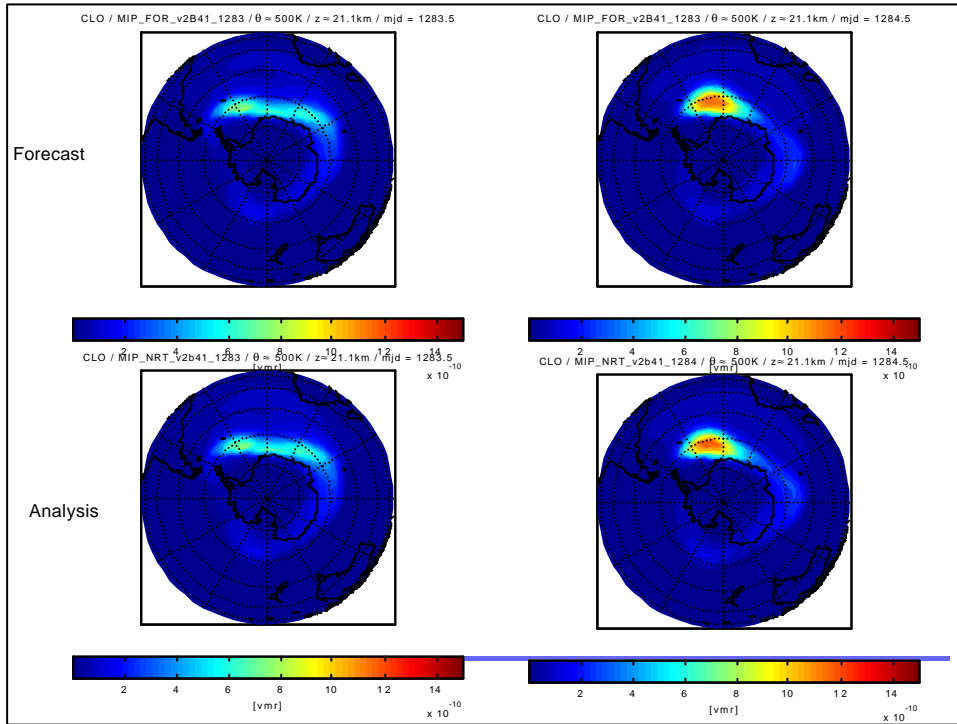 CLO / MIP_FOR_v2B41_1283 / θ ≈ 500K / z ≈ 21.1km / mjd = 1283.5
CLO / MIP_FOR_v2B41_1283 / θ ≈ 500K / z ≈ 21.1km / mjd = 1284.5
Forecast
2 4 6 8 10 12 14
[vmr]
x 10^-10
2 4 6 8 10 12 14
[vmr]
x 10^-10
CLO / MIP_NRT_v2b41_1283 / θ ≈ 500K / z ≈ 21.1km / mjd = 1283.5
CLO / MIP_NRT_v2b41_1284 / θ ≈ 500K / z ≈ 21.1km / mjd = 1284.5
Analysis
2 4 6 8 10 12 14
[vmr]
x 10^-10
2 4 6 8 10 12 14
[vmr]
x 10^-10